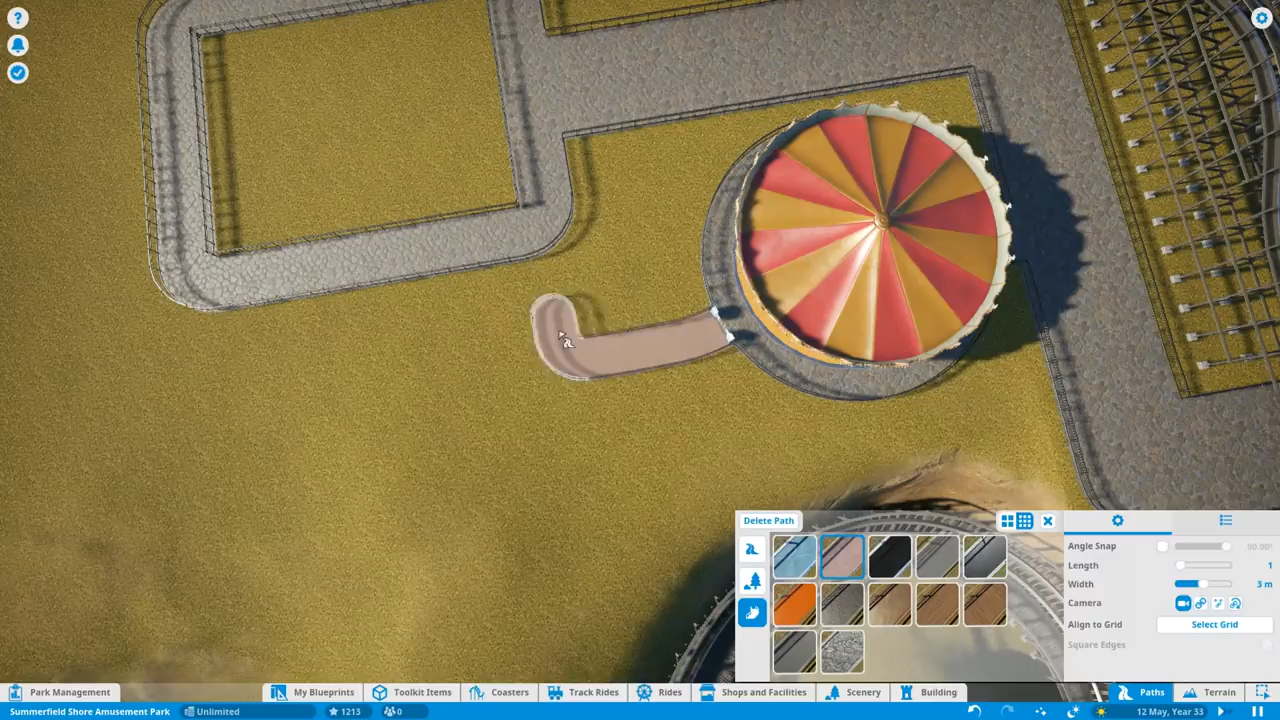 Delete Path
Angle Snap 90.00°
Length 1
Width 3 m
Camera
Align to Grid Select Grid
Square Edges
Park Management My Blueprints Toolkit Items Coasters Track Rides Rides Shops and Facilities Scenery Building Paths Terrain
Summerfield Shore Amusement Park Unlimited 1213 0 12 May, Year 33